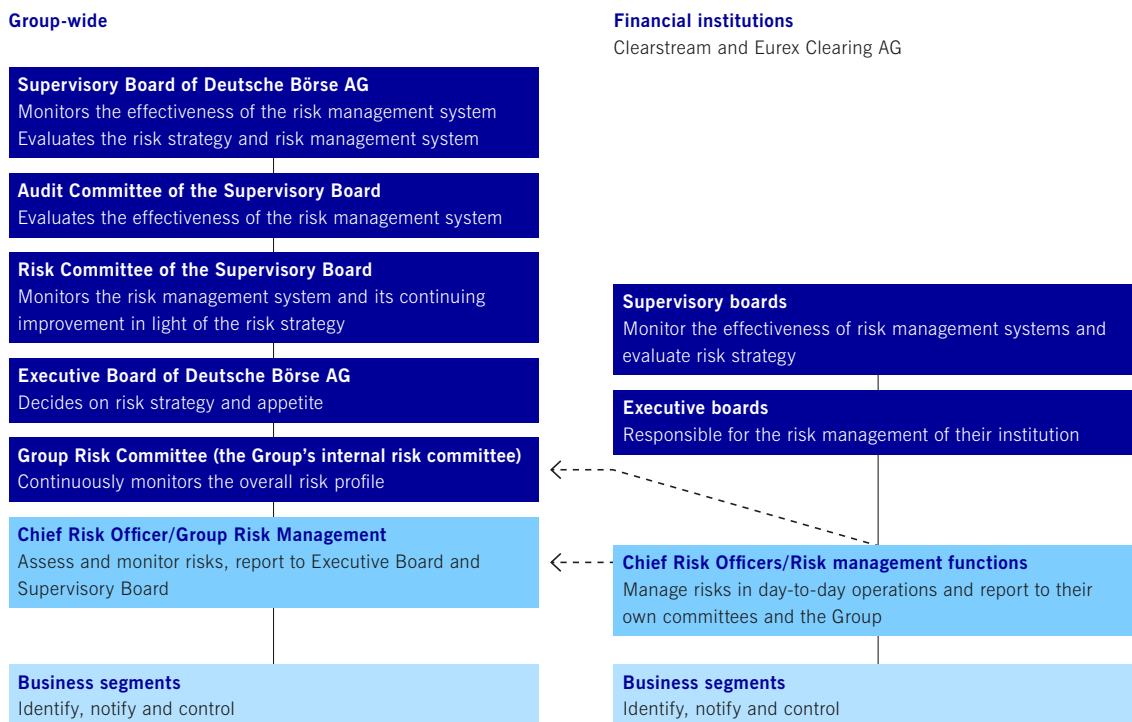 Group-wide
Supervisory Board of Deutsche Börse AG
Monitors the effectiveness of the risk management system
Evaluates the risk strategy and risk management system
Audit Committee of the Supervisory Board
Evaluates the effectiveness of the risk management system
Risk Committee of the Supervisory Board
Monitors the risk management system and its continuing
improvement in light of the risk strategy
Executive Board of Deutsche Börse AG
Decides on risk strategy and appetite
Group Risk Committee (the Group's internal risk committee)
Continuously monitors the overall risk profile
Chief Risk Officer/Group Risk Management
Assess and monitor risks, report to Executive Board and
Supervisory Board
Business segments
Identify, notify and control
Financial institutions
Clearstream and Eurex Clearing AG
Supervisory boards
Monitor the effectiveness of risk management systems and
evaluate risk strategy
Executive boards
Responsible for the risk management of their institution
Chief Risk Officers/Risk management functions
Manage risks in day-to-day operations and report to their
own committees and the Group
Business segments
Identify, notify and control